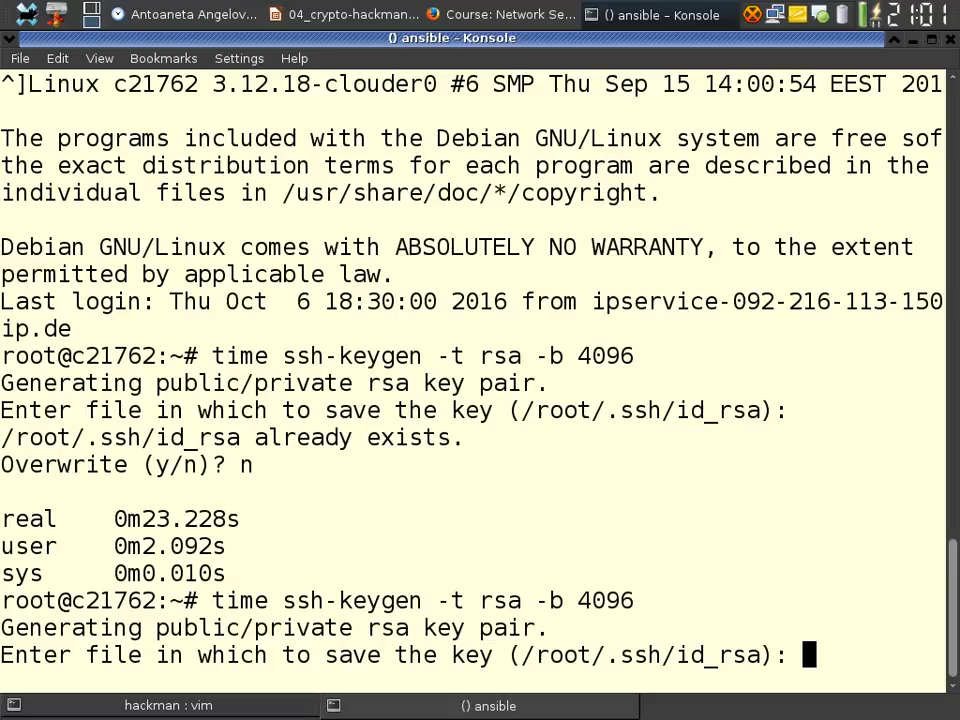 Antoaneta Angelov... 04_crypto-hackman... Course: Network Se... () ansible – Konsole 21:01
() ansible – Konsole
File Edit View Bookmarks Settings Help
^]Linux c21762 3.12.18-clouder0 #6 SMP Thu Sep 15 14:00:54 EEST 201
The programs included with the Debian GNU/Linux system are free sof
the exact distribution terms for each program are described in the
individual files in /usr/share/doc/*/copyright.
Debian GNU/Linux comes with ABSOLUTELY NO WARRANTY, to the extent
permitted by applicable law.
Last login: Thu Oct  6 18:30:00 2016 from ipservice-092-216-113-150
ip.de
root@c21762:~# time ssh-keygen -t rsa -b 4096
Generating public/private rsa key pair.
Enter file in which to save the key (/root/.ssh/id_rsa):
/root/.ssh/id_rsa already exists.
Overwrite (y/n)? n
real    0m23.228s
user    0m2.092s
sys     0m0.010s
root@c21762:~# time ssh-keygen -t rsa -b 4096
Generating public/private rsa key pair.
Enter file in which to save the key (/root/.ssh/id_rsa):
hackman : vim () ansible